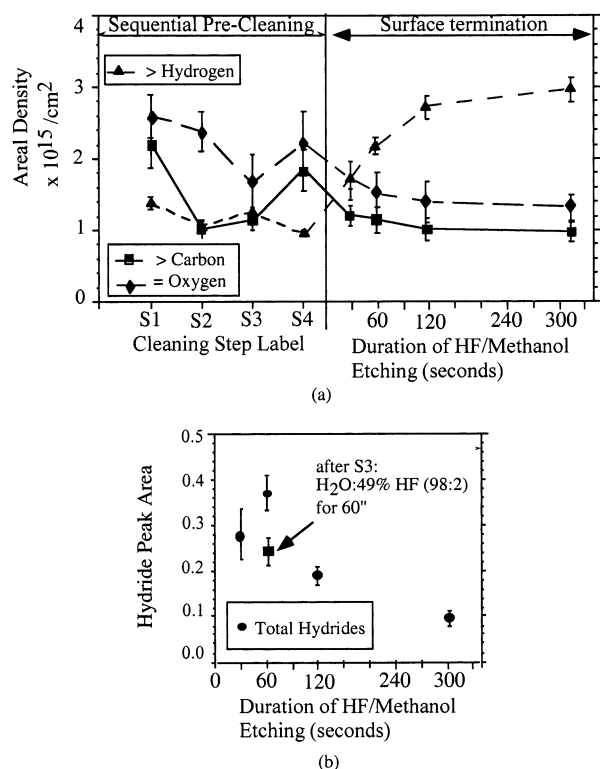 4
3
2
1
0
Areal Density
x 10^15 /cm2
Sequential Pre-Cleaning
Surface termination
> Hydrogen
> Carbon
= Oxygen
S1 S2 S3 S4
Cleaning Step Label
60 120 240 300
Duration of HF/Methanol
Etching (seconds)
(a)
0.5
0.4
0.3
0.2
0.1
0.0
Hydride Peak Area
after S3:
H2O:49% HF (98:2)
for 60"
Total Hydrides
0 60 120 240 300
Duration of HF/Methanol
Etching (seconds)
(b)